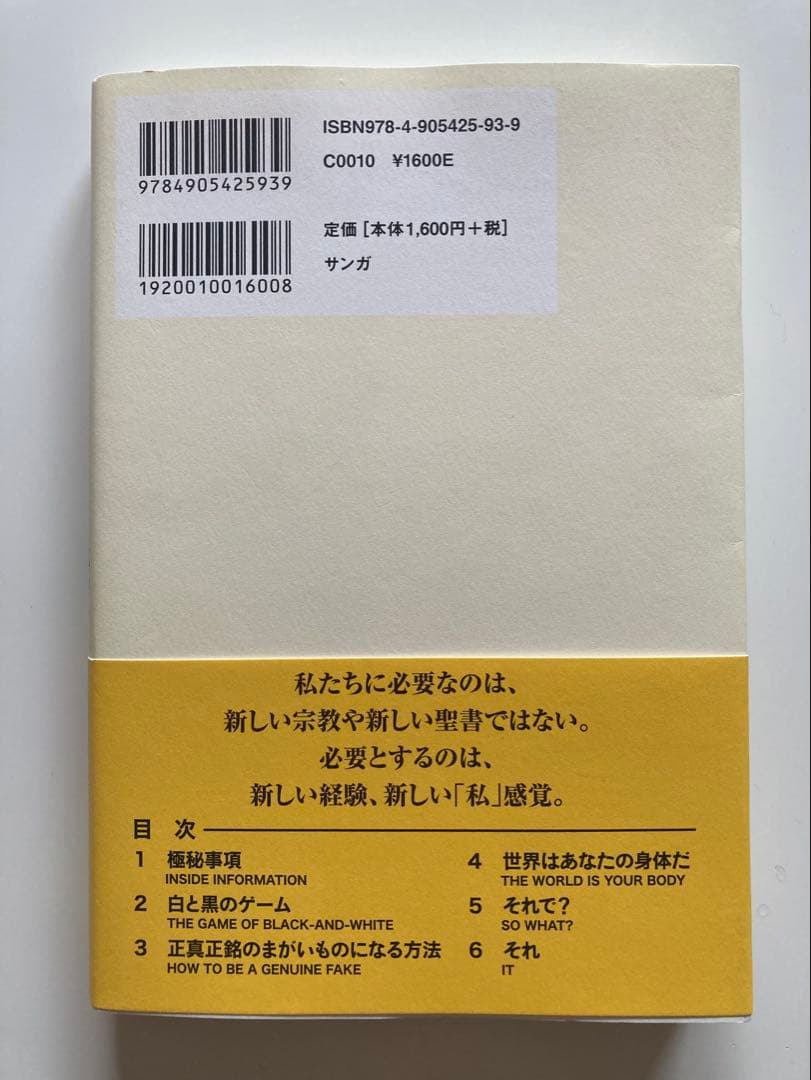 ISBN978-4-905425-93-9
9784905425939
C0010 ¥1600E
定価［本体1,600円＋税］
1920010016008
サンガ
私たちに必要なのは、
新しい宗教や新しい聖書ではない。
必要とするのは、
新しい経験、新しい「私」感覚。
目 次
1 極秘事項
INSIDE INFORMATION
2 白と黒のゲーム
THE GAME OF BLACK-AND-WHITE
3 正真正銘のまがいものになる方法
HOW TO BE A GENUINE FAKE
4 世界はあなたの身体だ
THE WORLD IS YOUR BODY
5 それで？
SO WHAT?
6 それ
IT